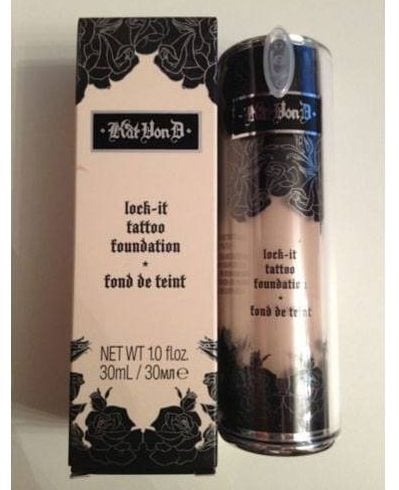 Kat Von D
lock-it
tattoo
foundation
fond de teint
NET WT 1.0 fl.oz.
30mL / 30мл e
Kat Von D
lock-it
tattoo
foundation
fond de teint